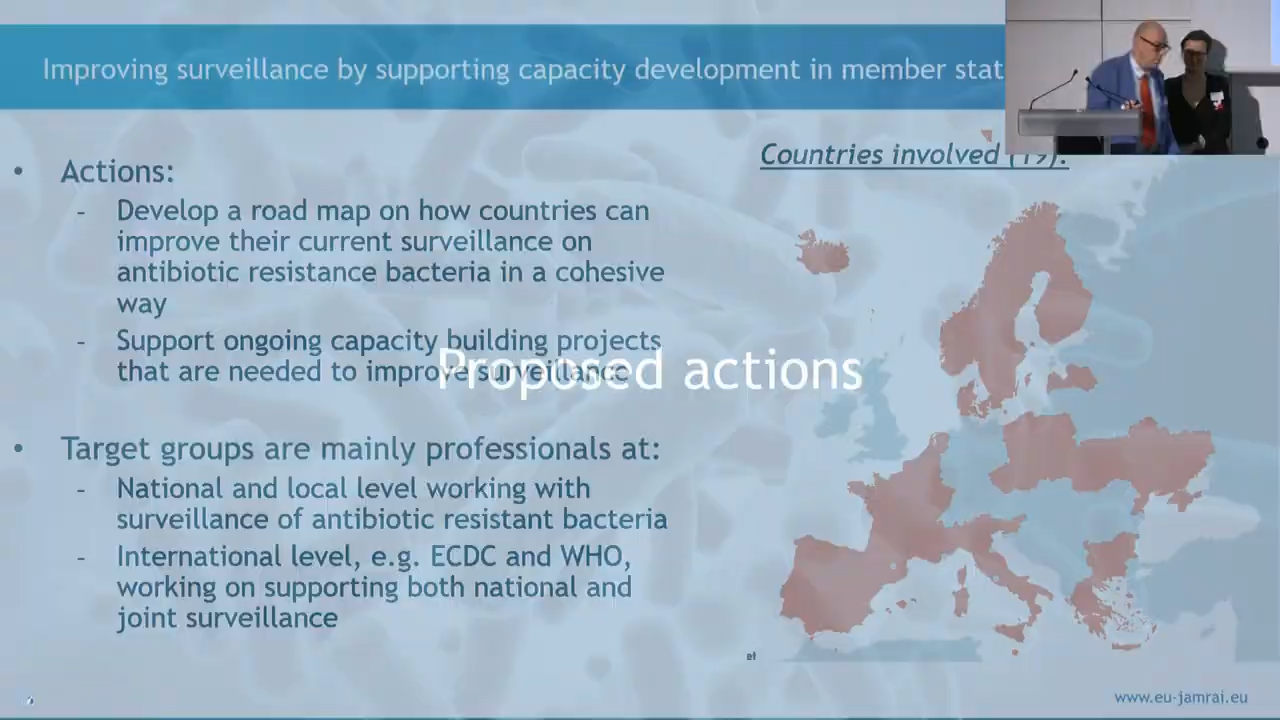 Improving surveillance by supporting capacity development in member stat
Countries involved (19):
• Actions:
- Develop a road map on how countries can
improve their current surveillance on
antibiotic resistance bacteria in a cohesive
way
- Support ongoing capacity building projects
that are needed to improve surveillance
Proposed actions
• Target groups are mainly professionals at:
- National and local level working with
surveillance of antibiotic resistant bacteria
- International level, e.g. ECDC and WHO,
working on supporting both national and
joint surveillance
et
www.eu-jamrai.eu